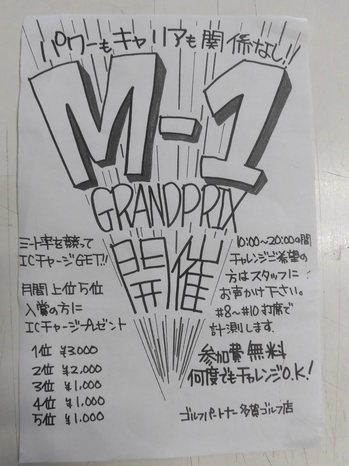 パワーもキャリアも関係なし!!
M-1
GRANDPRIX
開催
ミート率を競って
ICチャージGET!!
月間上位5位
入賞の方に
ICチャージプレゼント
1位 ¥3,000
2位 ¥2,000
3位 ¥1,000
4位 ¥1,000
5位 ¥1,000
10:00〜20:00の間
チャレンジご希望の
方はスタッフに
お声かけ下さい。
#8〜#10打席で
計測します。
参加費無料
何度でもチャレンジO.K!
ゴルフパートナー 多賀ゴルフ店